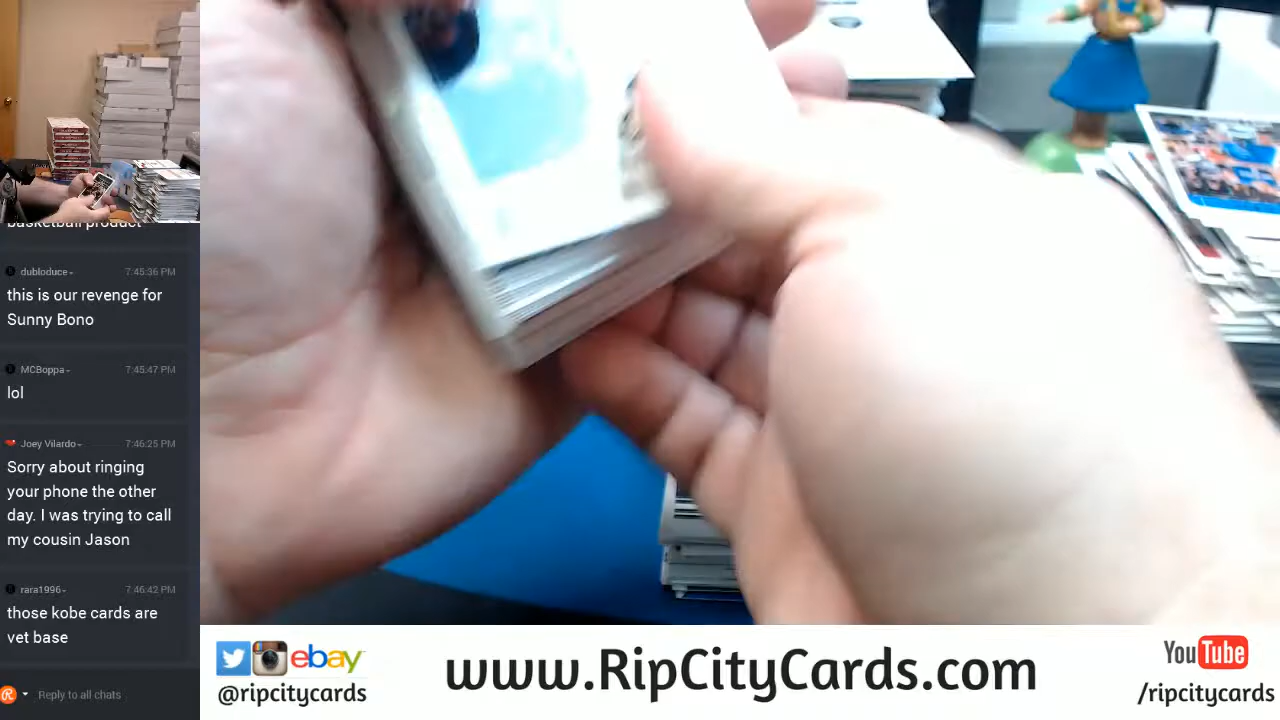 basketball product
dubloduce
7:45:36 PM
this is our revenge for
Sunny Bono
MCBoppa
7:45:47 PM
lol
Joey Vilardo
7:46:25 PM
Sorry about ringing
your phone the other
day. I was trying to call
my cousin Jason
rara1996
7:46:42 PM
those kobe cards are
vet base
Reply to all chats
ebay
@ripcitycards
www.RipCityCards.com
YouTube
/ripcitycards